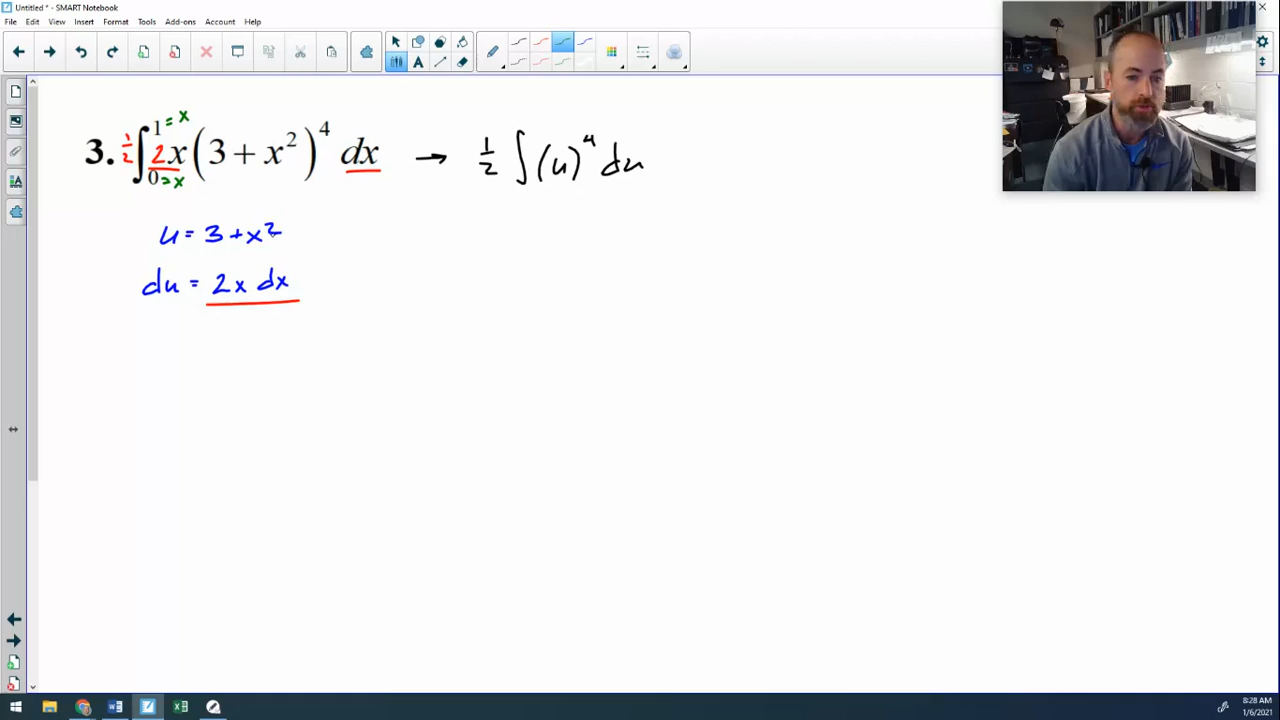 Untitled * - SMART Notebook
File Edit View Insert Format Tools Add-ons Account Help
3. 1/2 ∫₀¹ 2x(3 + x²)⁴ dx → 1/2 ∫(u)⁴ du
1 = x
0 = x
u = 3 + x²
du = 2x dx
8:28 AM
1/6/2021